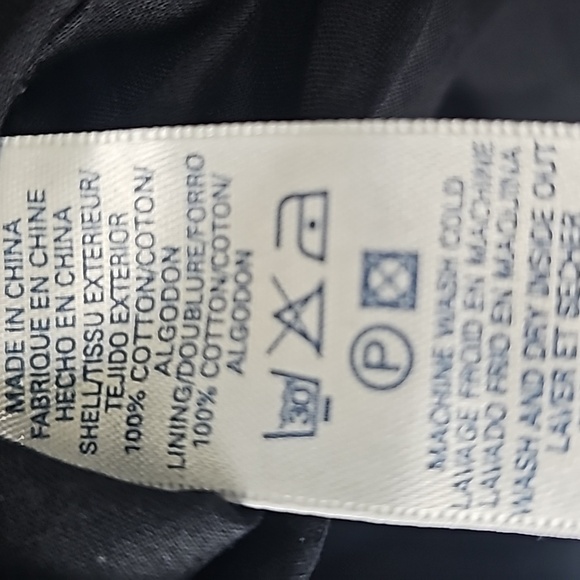 MADE IN CHINA
FABRIQUE EN CHINE
HECHO EN CHINA
SHELL/TISSU EXTERIEUR/
TEJIDO EXTERIOR
100% COTTON/COTON/
ALGODON
LINING/DOUBLURE/FORRO
100% COTTON/COTON/
ALGODON
30
P
MACHINE WASH COLD
LAVAGE FROID EN MACHINE
LAVADO FRIO EN MAQUINA
WASH AND DRY INSIDE OUT
LAVER ET SECHER